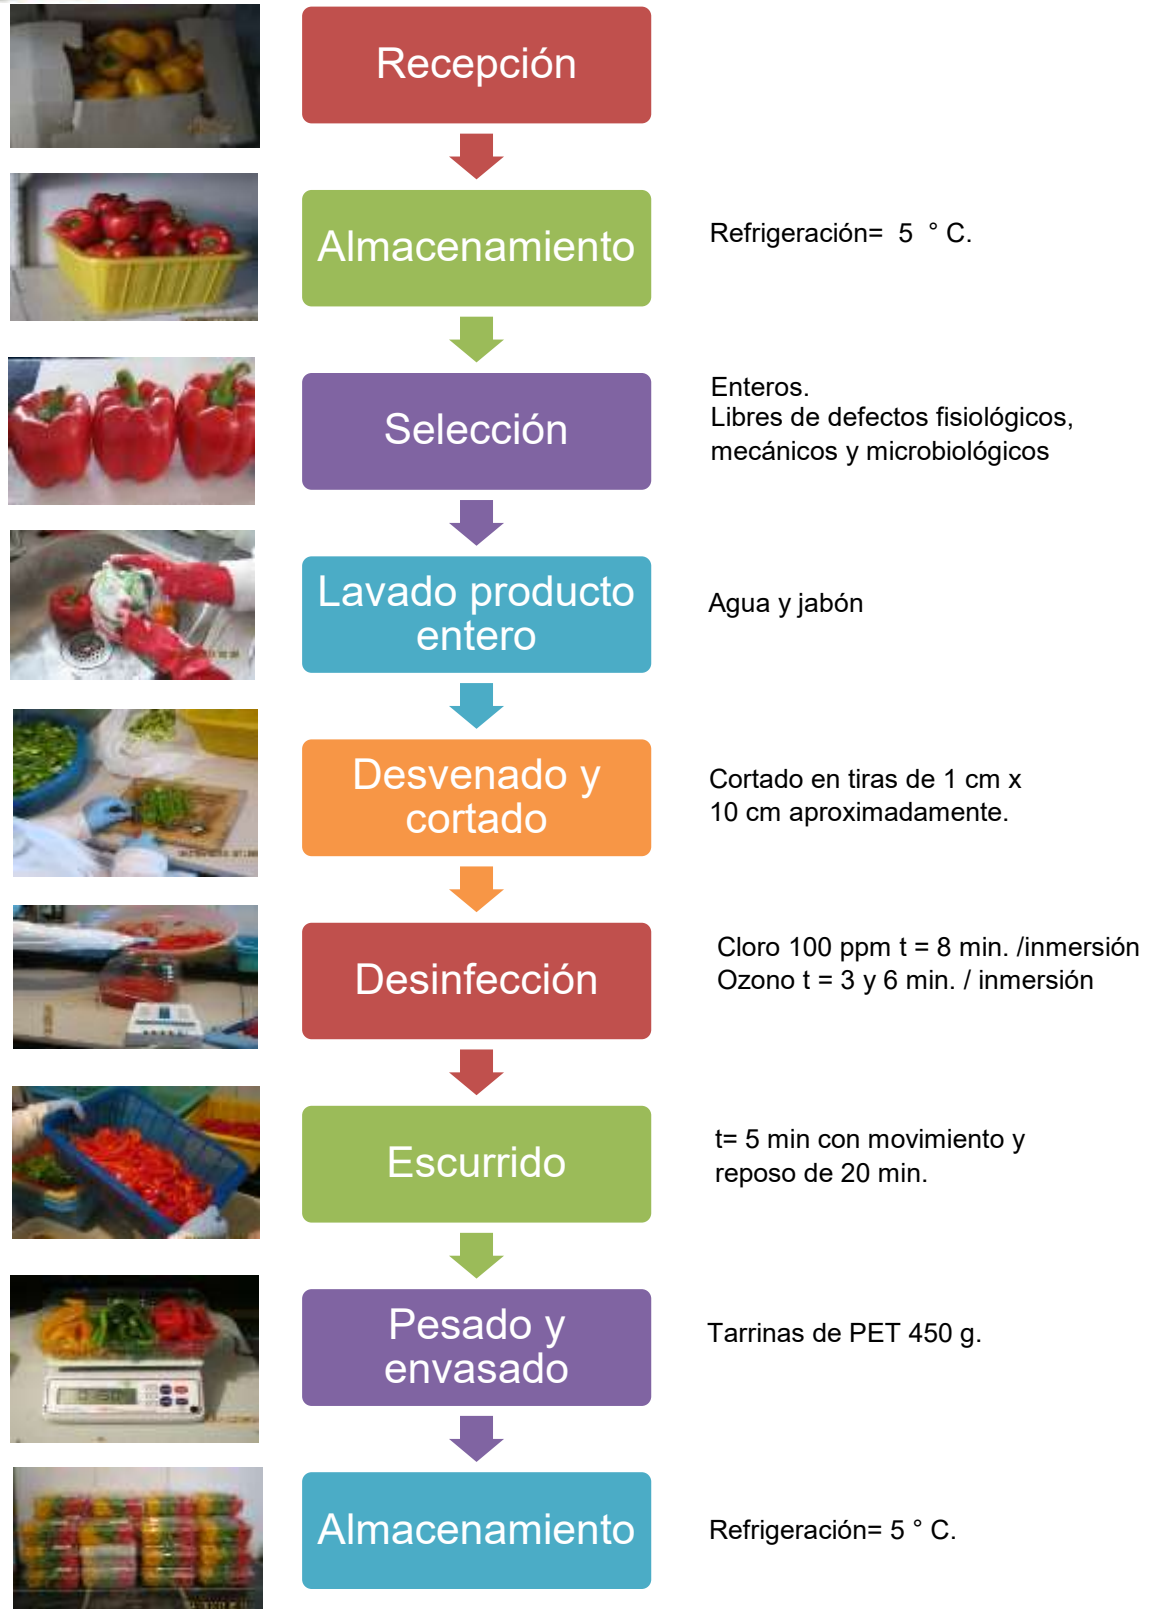 Recepción
Almacenamiento
Refrigeración= 5 ° C.
Selección
Enteros.
Libres de defectos fisiológicos,
mecánicos y microbiológicos
Lavado producto
entero
Agua y jabón
Desvenado y
cortado
Cortado en tiras de 1 cm x
10 cm aproximadamente.
Desinfección
Cloro 100 ppm t = 8 min. /inmersión
Ozono t = 3 y 6 min. / inmersión
Escurrido
t= 5 min con movimiento y
reposo de 20 min.
Pesado y
envasado
Tarrinas de PET 450 g.
Almacenamiento
Refrigeración= 5 ° C.